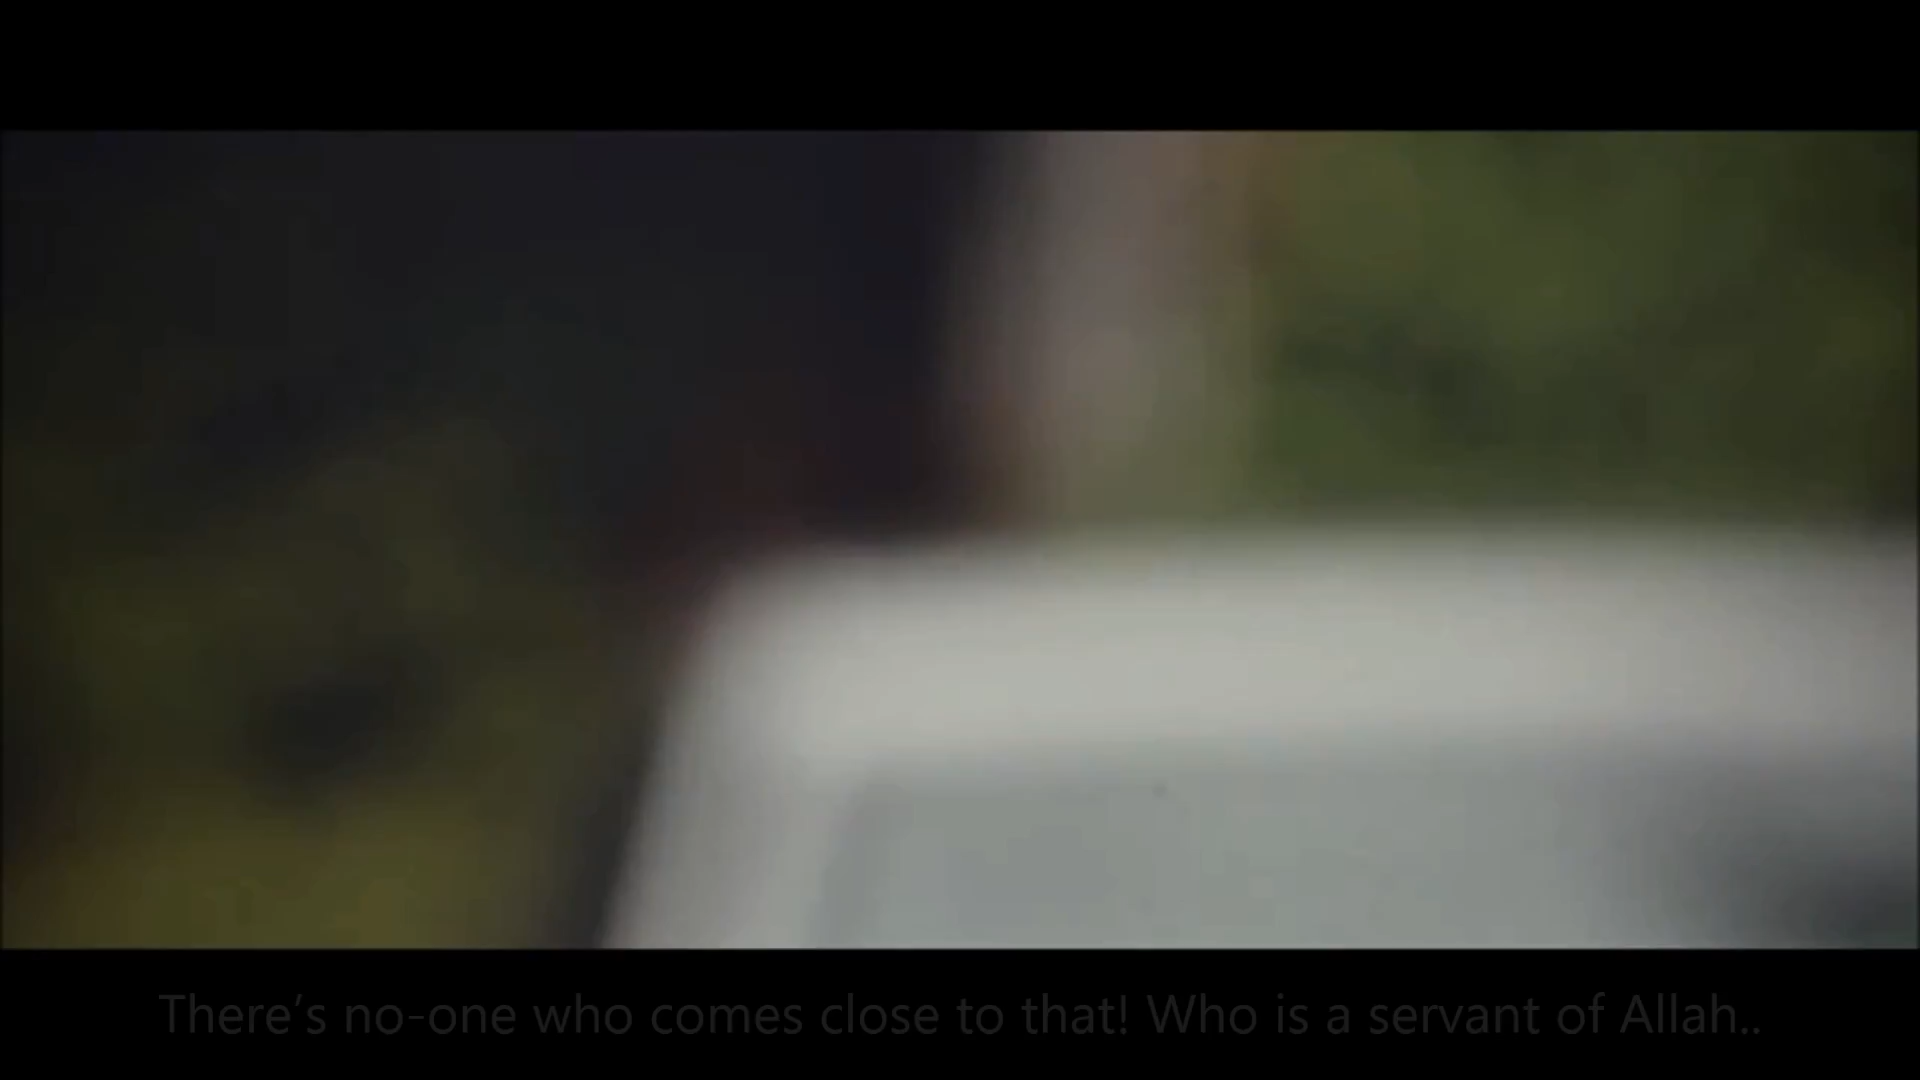 There’s no-one who comes close to that! Who is a servant of Allah..